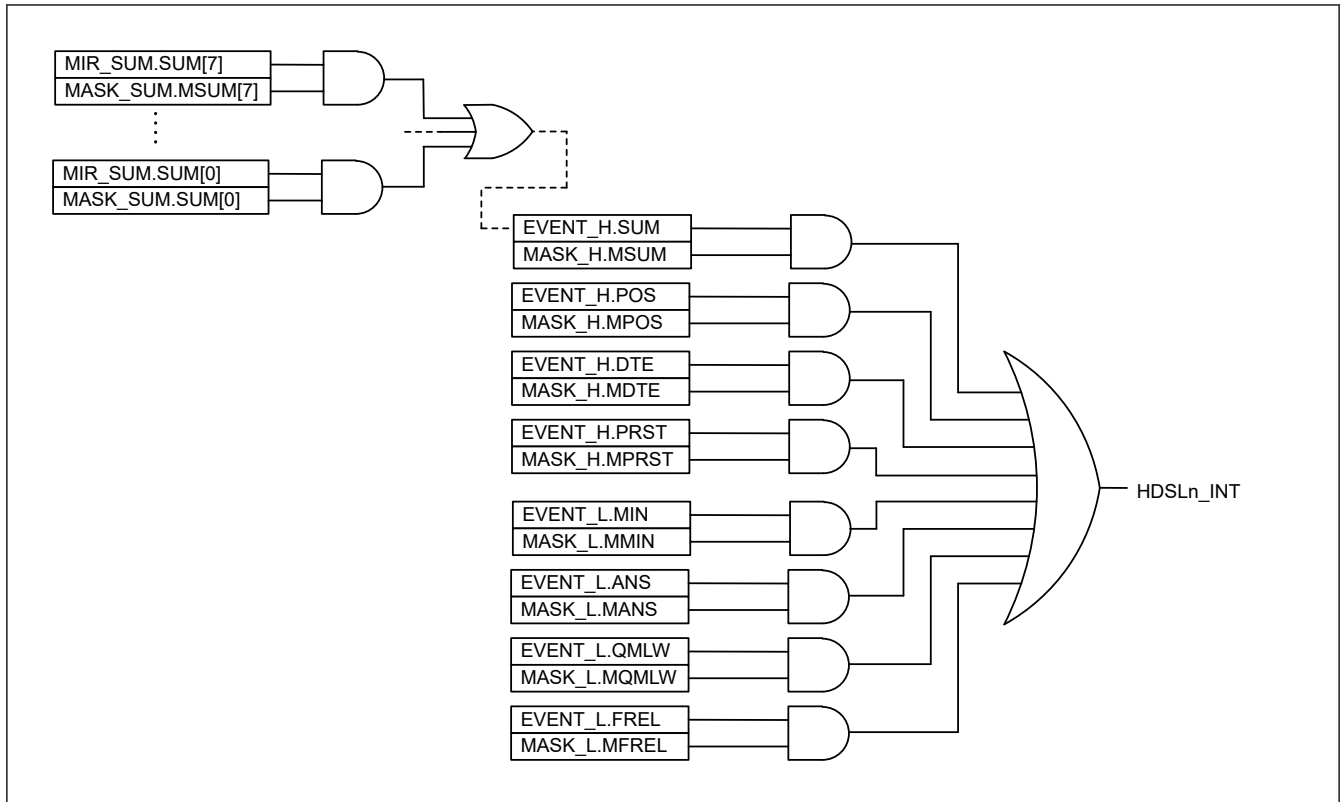 MIR_SUM.SUM[7]
MASK_SUM.MSUM[7]
MIR_SUM.SUM[0]
MASK_SUM.SUM[0]
EVENT_H.SUM
MASK_H.MSUM
EVENT_H.POS
MASK_H.MPOS
EVENT_H.DTE
MASK_H.MDTE
EVENT_H.PRST
MASK_H.MPRST
EVENT_L.MIN
MASK_L.MMIN
EVENT_L.ANS
MASK_L.MANS
EVENT_L.QMLW
MASK_L.MQMLW
EVENT_L.FREL
MASK_L.MFREL
HDSLn_INT